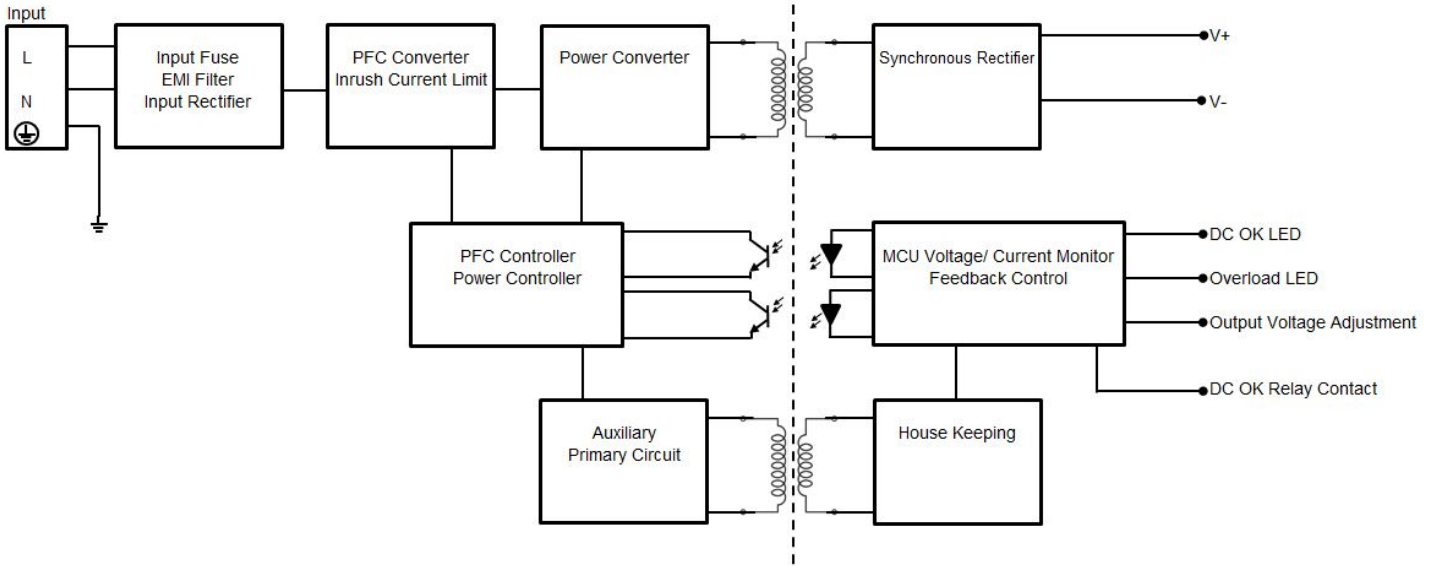 Input
L
N
Input Fuse
EMI Filter
Input Rectifier
PFC Converter
Inrush Current Limit
Power Converter
Synchronous Rectifier
V+
V-
PFC Controller
Power Controller
MCU Voltage/ Current Monitor
Feedback Control
DC OK LED
Overload LED
Output Voltage Adjustment
DC OK Relay Contact
Auxiliary
Primary Circuit
House Keeping